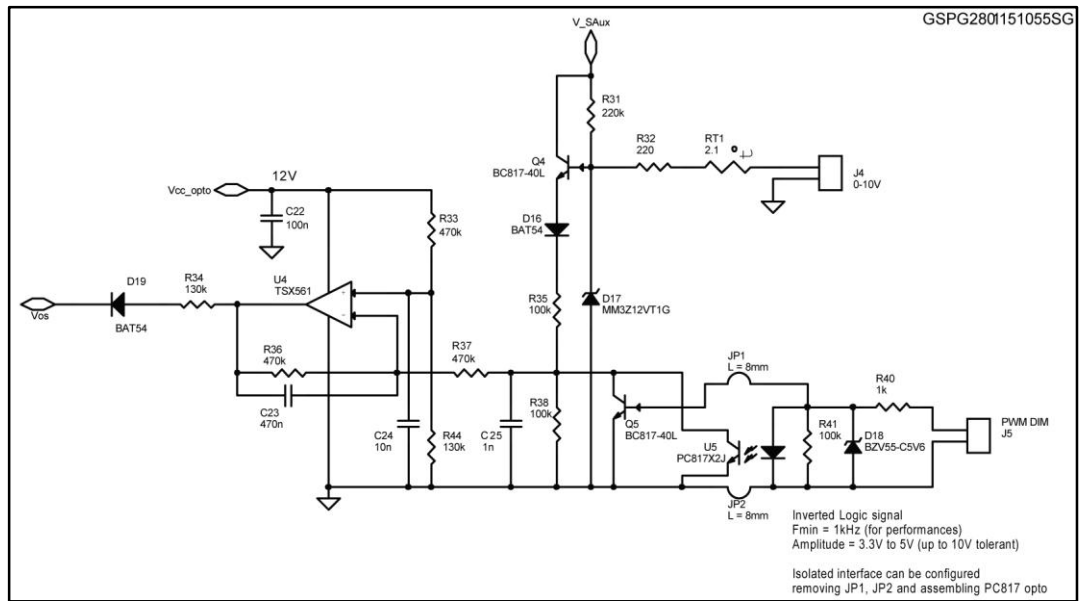 GSPG2801151055SG
V_SAux
R31
220k
R32
220
RT1
2.1
Q4
BC817-40L
J4
0-10V
12V
Vcc_opto
C22
100n
R33
470k
D16
BAT54
D19
R34
130k
U4
TSX561
Vos
BAT54
R35
100k
D17
MM3Z12VT1G
R36
470k
R37
470k
JP1
L = 8mm
R40
1k
C23
470n
R38
100k
Q5
BC817-40L
C24
10n
R44
130k
C25
1n
U5
PC817X2J
R41
100k
D18
BZV55-C5V6
PWM DIM
J5
JP2
L = 8mm
Inverted Logic signal
Fmin = 1kHz (for performances)
Amplitude = 3.3V to 5V (up to 10V tolerant)
Isolated interface can be configured
removing JP1, JP2 and assembling PC817 opto